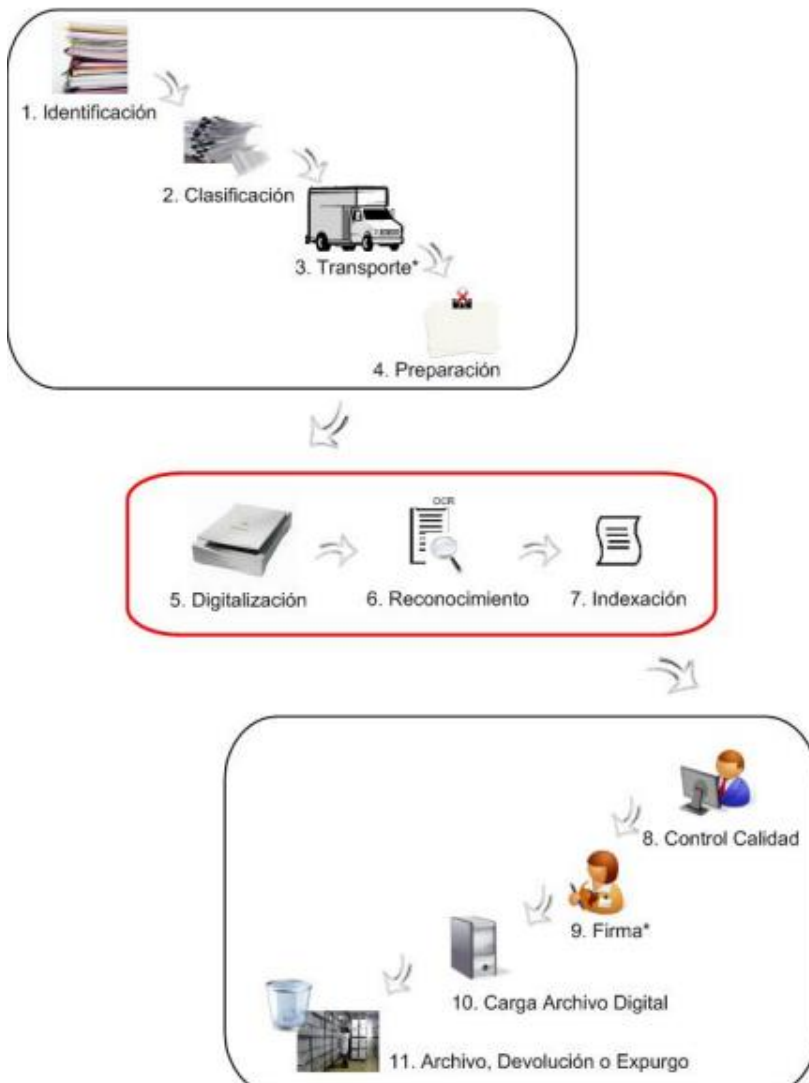 1. Identificación
2. Clasificación
3. Transporte*
4. Preparación
OCR
5. Digitalización
6. Reconocimiento
7. Indexación
8. Control Calidad
9. Firma*
10. Carga Archivo Digital
11. Archivo, Devolución o Expurgo